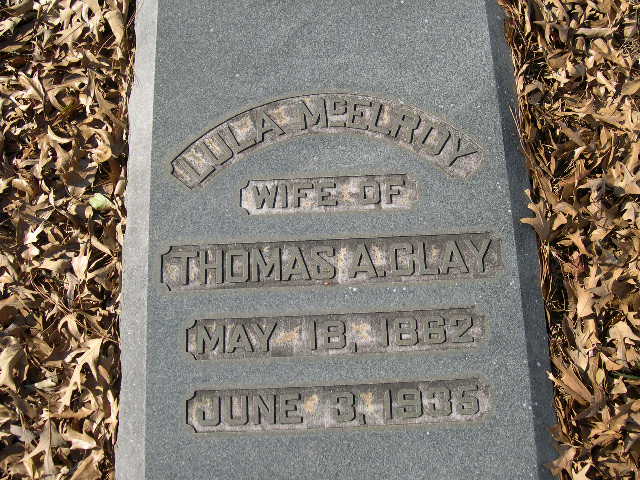 LULA McELROY
WIFE OF
THOMAS A. CLAY
MAY 18, 1862
JUNE 3, 1935